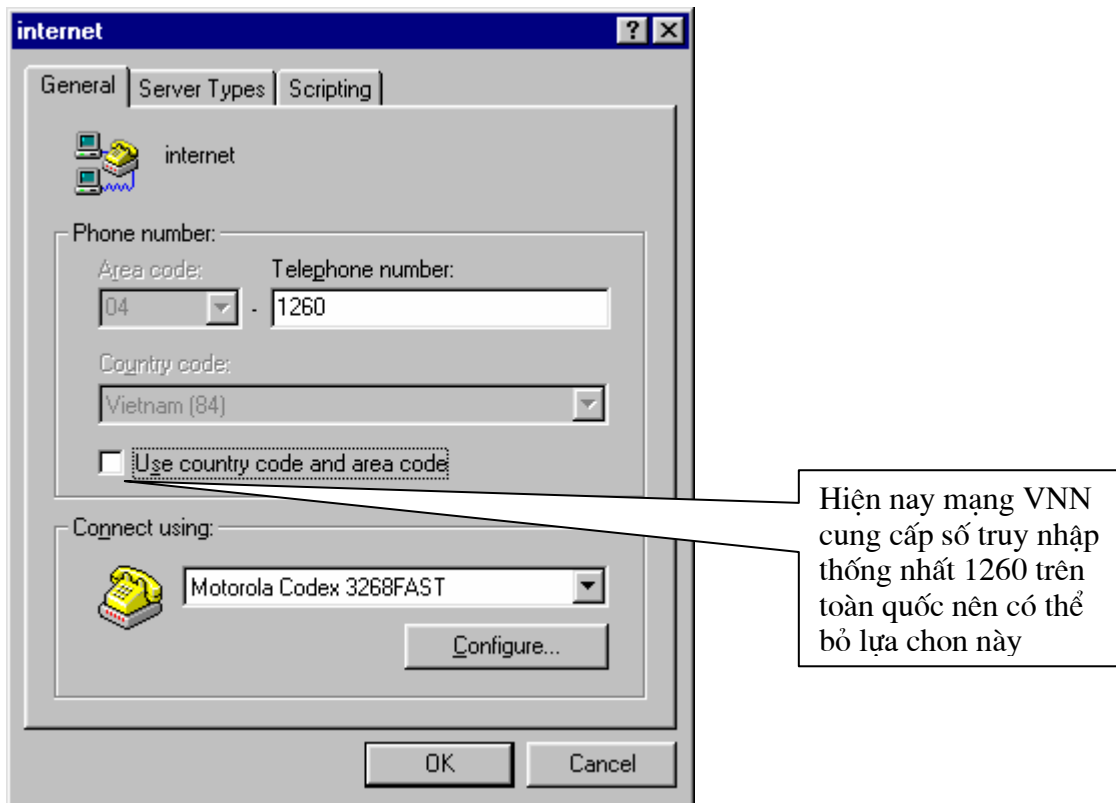 internet
General Server Types Scripting
internet
Phone number:
Area code: Telephone number:
04 - 1260
Country code:
Vietnam (84)
Use country code and area code
Hiện nay mạng VNN
cung cấp số truy nhập
thống nhất 1260 trên
toàn quốc nên có thể
bỏ lựa chon này
Connect using:
Motorola Codex 3268FAST
Configure...
OK Cancel